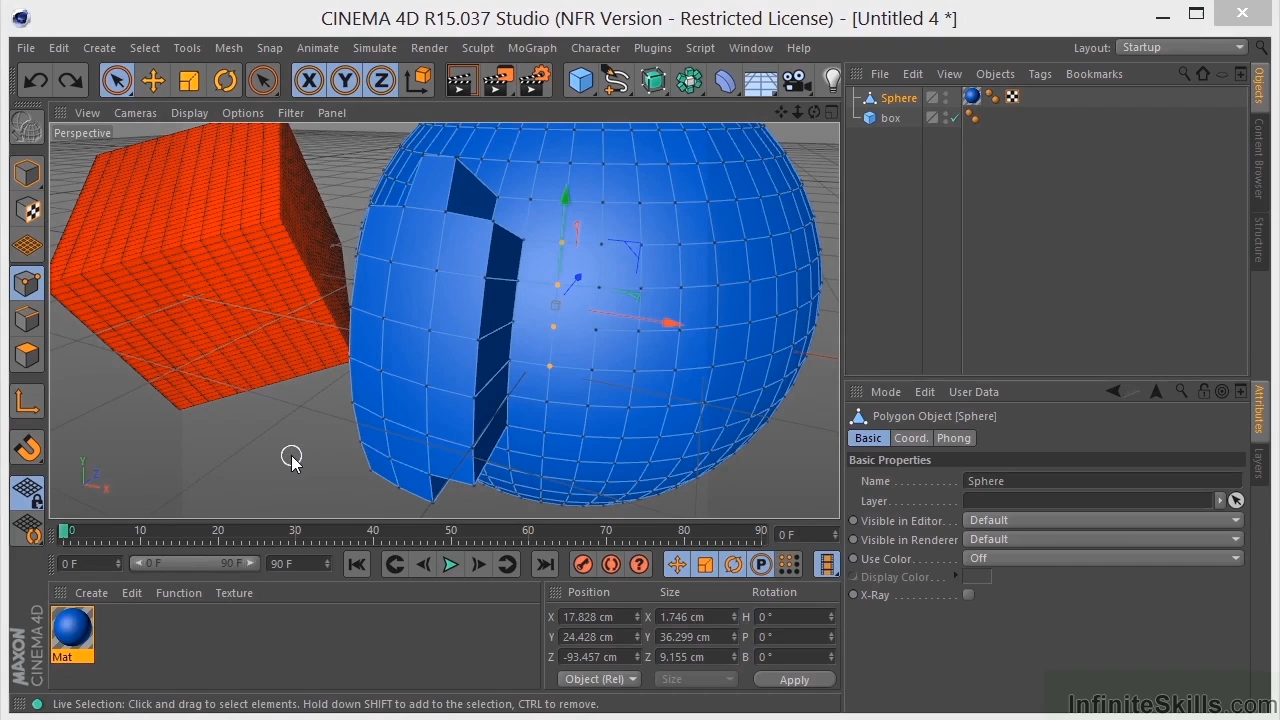 CINEMA 4D R15.037 Studio (NFR Version - Restricted License) - [Untitled 4 *]
File Edit Create Select Tools Mesh Snap Animate Simulate Render Sculpt MoGraph Character Plugins Script Window Help Layout: Startup
X Y Z
View Cameras Display Options Filter Panel
Perspective
File Edit View Objects Tags Bookmarks
Sphere
box
Objects
Content Browser
Structure
Mode Edit User Data
Polygon Object [Sphere]
Basic Coord. Phong
Basic Properties
Name Sphere
Layer
Visible in Editor Default
Visible in Renderer Default
Use Color Off
Display Color
X-Ray
Attributes
Layers
Y Z X
0 10 20 30 40 50 60 70 80 90 0 F
0 F 0 F 90 F 90 F P
Create Edit Function Texture
Mat
Position Size Rotation
X 17.828 cm X 1.746 cm H 0 °
Y 24.428 cm Y 36.299 cm P 0 °
Z -93.457 cm Z 9.155 cm B 0 °
Object (Rel) Size Apply
MAXON
CINEMA 4D
Live Selection: Click and drag to select elements. Hold down SHIFT to add to the selection, CTRL to remove.
InfiniteSkills.com